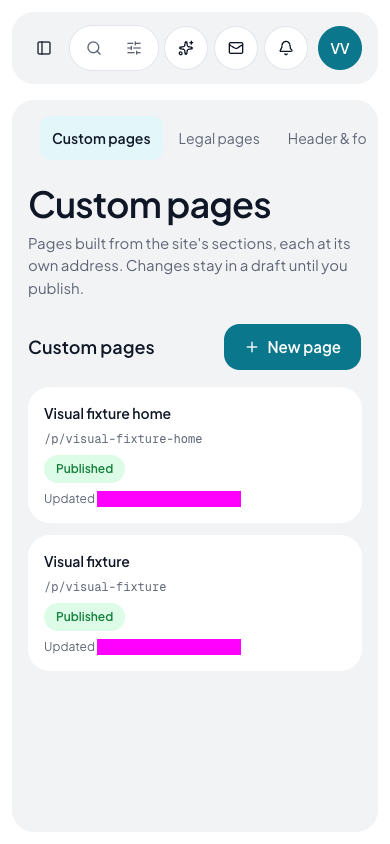 VV
Custom pages
Legal pages
Header & fo
Custom pages
Pages built from the site's sections, each at its
own address. Changes stay in a draft until you
publish.
Custom pages
New page
Visual fixture home
/p/visual-fixture-home
Published
Updated
Visual fixture
/p/visual-fixture
Published
Updated